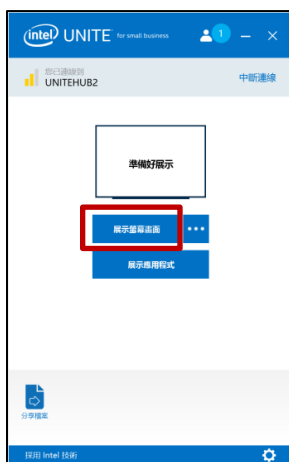 intel UNITE for small business 1
您已連線到
UNITEHUB2 中斷連線
準備好展示
展示螢幕畫面
展示應用程式
分享檔案
採用 Intel 技術